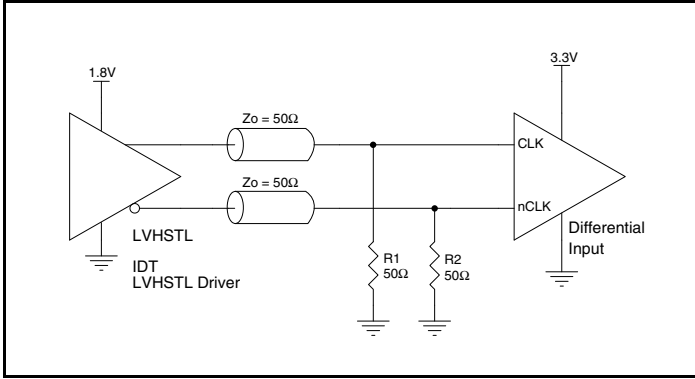 1.8V
3.3V
Zo = 50Ω
CLK
Zo = 50Ω
nCLK
LVHSTL
IDT
LVHSTL Driver
R1
50Ω
R2
50Ω
Differential
Input